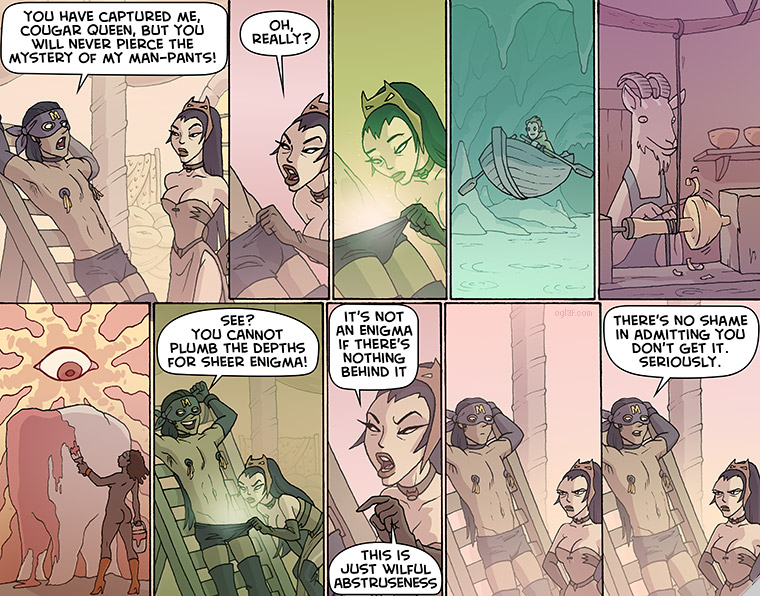 YOU HAVE CAPTURED ME,
COUGAR QUEEN, BUT YOU
WILL NEVER PIERCE THE
MYSTERY OF MY MAN-PANTS!
OH,
REALLY?
M
SEE?
YOU CANNOT
PLUMB THE DEPTHS
FOR SHEER ENIGMA!
M
IT'S NOT
AN ENIGMA
IF THERE'S
NOTHING
BEHIND IT
THIS IS
JUST WILFUL
ABSTRUSENESS
oglaf.com
M
THERE'S NO SHAME
IN ADMITTING YOU
DON'T GET IT.
SERIOUSLY.
M